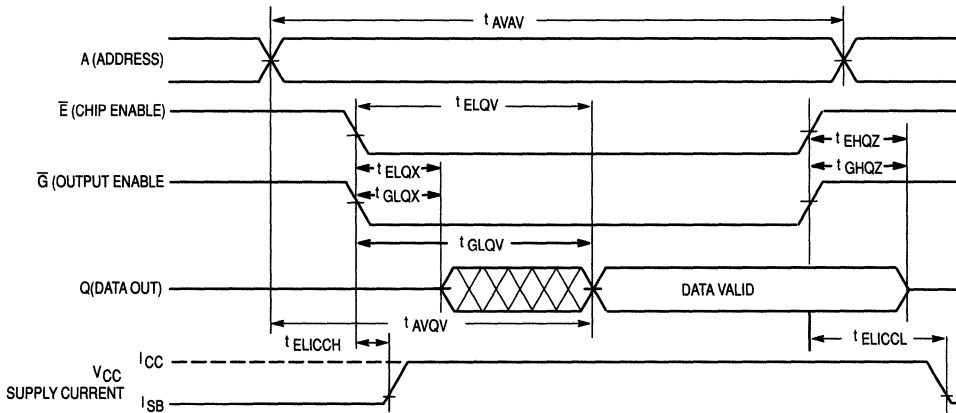 t AVAV
A (ADDRESS)
E (CHIP ENABLE)
t ELQV
t EHQZ
t ELQX
t GHQZ
G (OUTPUT ENABLE
t GLQX
t GLQV
Q(DATA OUT)
DATA VALID
t AVQV
t ELICCH
t ELICCL
I CC
V CC
SUPPLY CURRENT
I SB